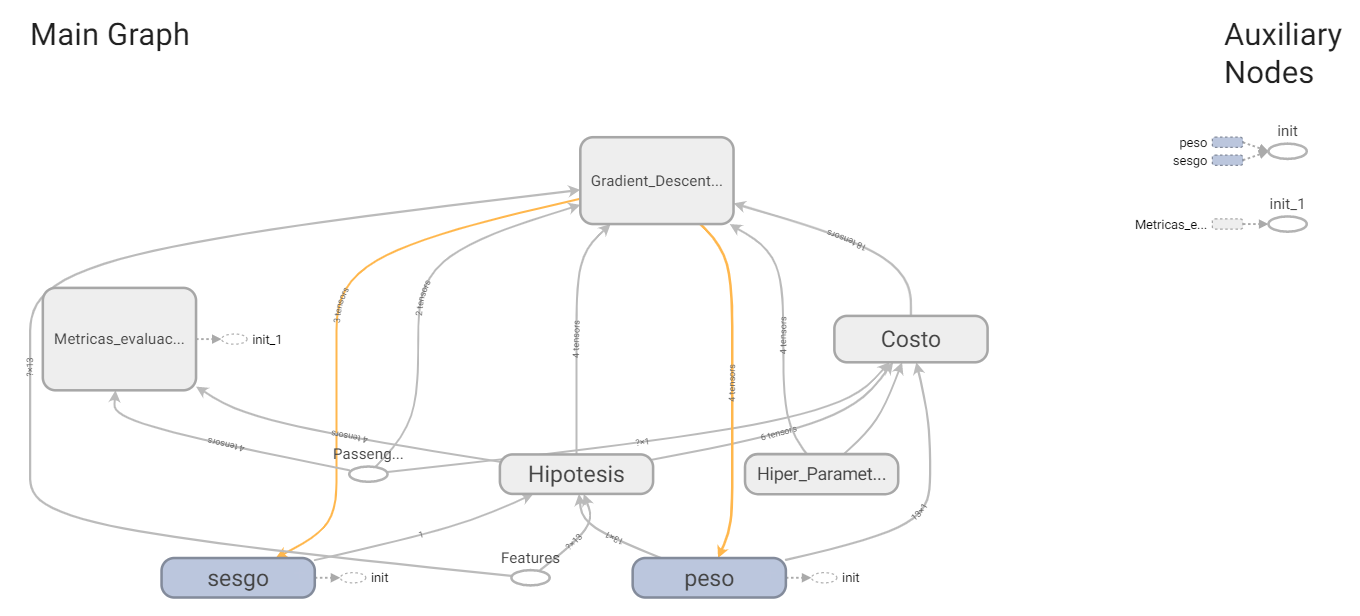 Main Graph
Auxiliary
Nodes
init
peso
sesgo
init_1
Metricas_e...
Gradient_Descent...
18 tensors
3 tensors
2 tensors
4 tensors
4 tensors
4 tensors
Metricas_evaluac...
init_1
Costo
?×13
4 tensors
4 tensors
?×1
6 tensors
Passeng...
Hipotesis
Hiper_Paramet...
1
?×13
13×1
13×1
Features
sesgo
init
peso
init